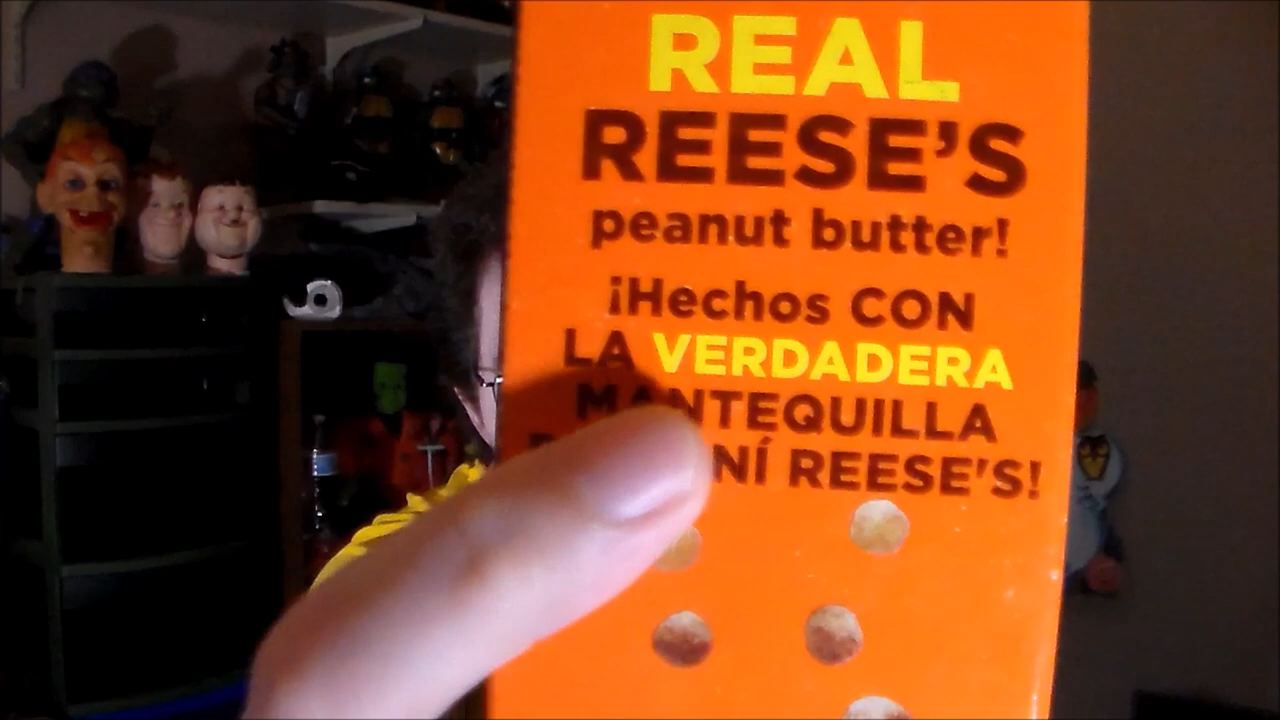 REAL
REESE'S
peanut butter!
¡Hechos CON
LA VERDADERA
MANTEQUILLA
REESE'S!